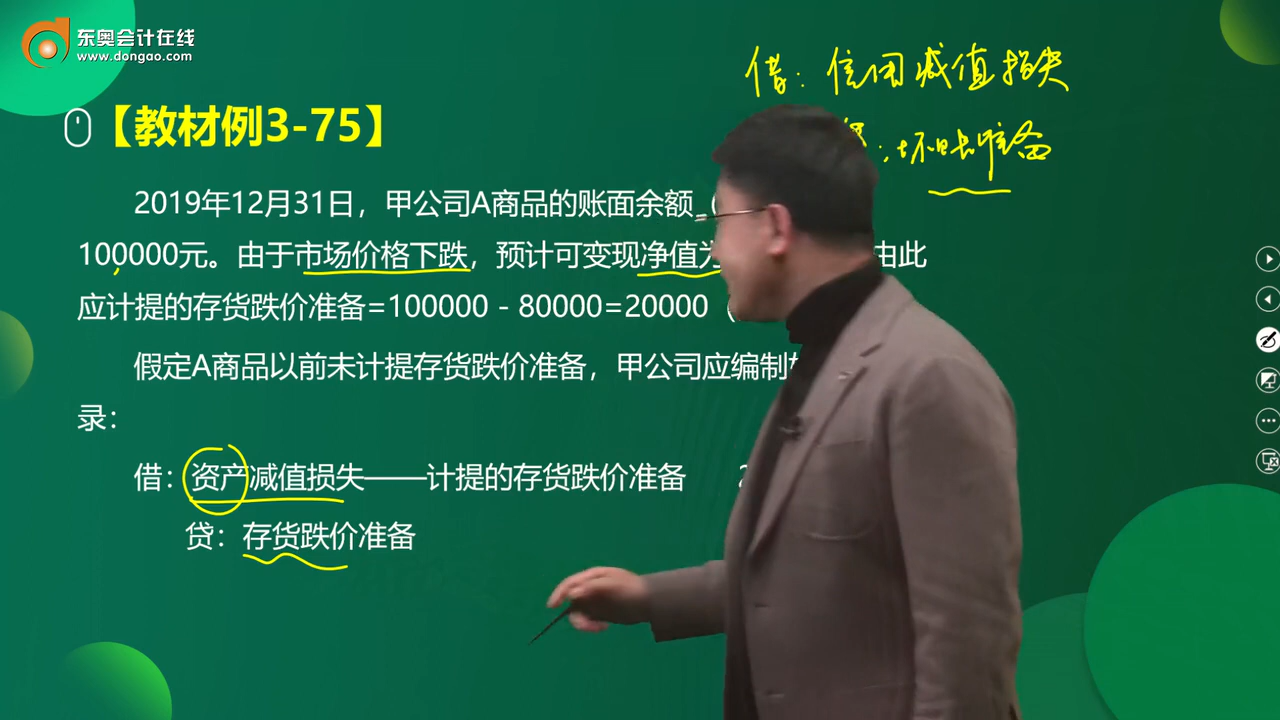 东奥会计在线
www.dongao.com
借：信用减值损失
：坏账准备
【教材例3-75】
2019年12月31日，甲公司A商品的账面余额（
100000元。由于市场价格下跌，预计可变现净值为
由此
应计提的存货跌价准备=100000 - 80000=20000（
假定A商品以前未计提存货跌价准备，甲公司应编制
录：
借：资产减值损失——计提的存货跌价准备
贷：存货跌价准备